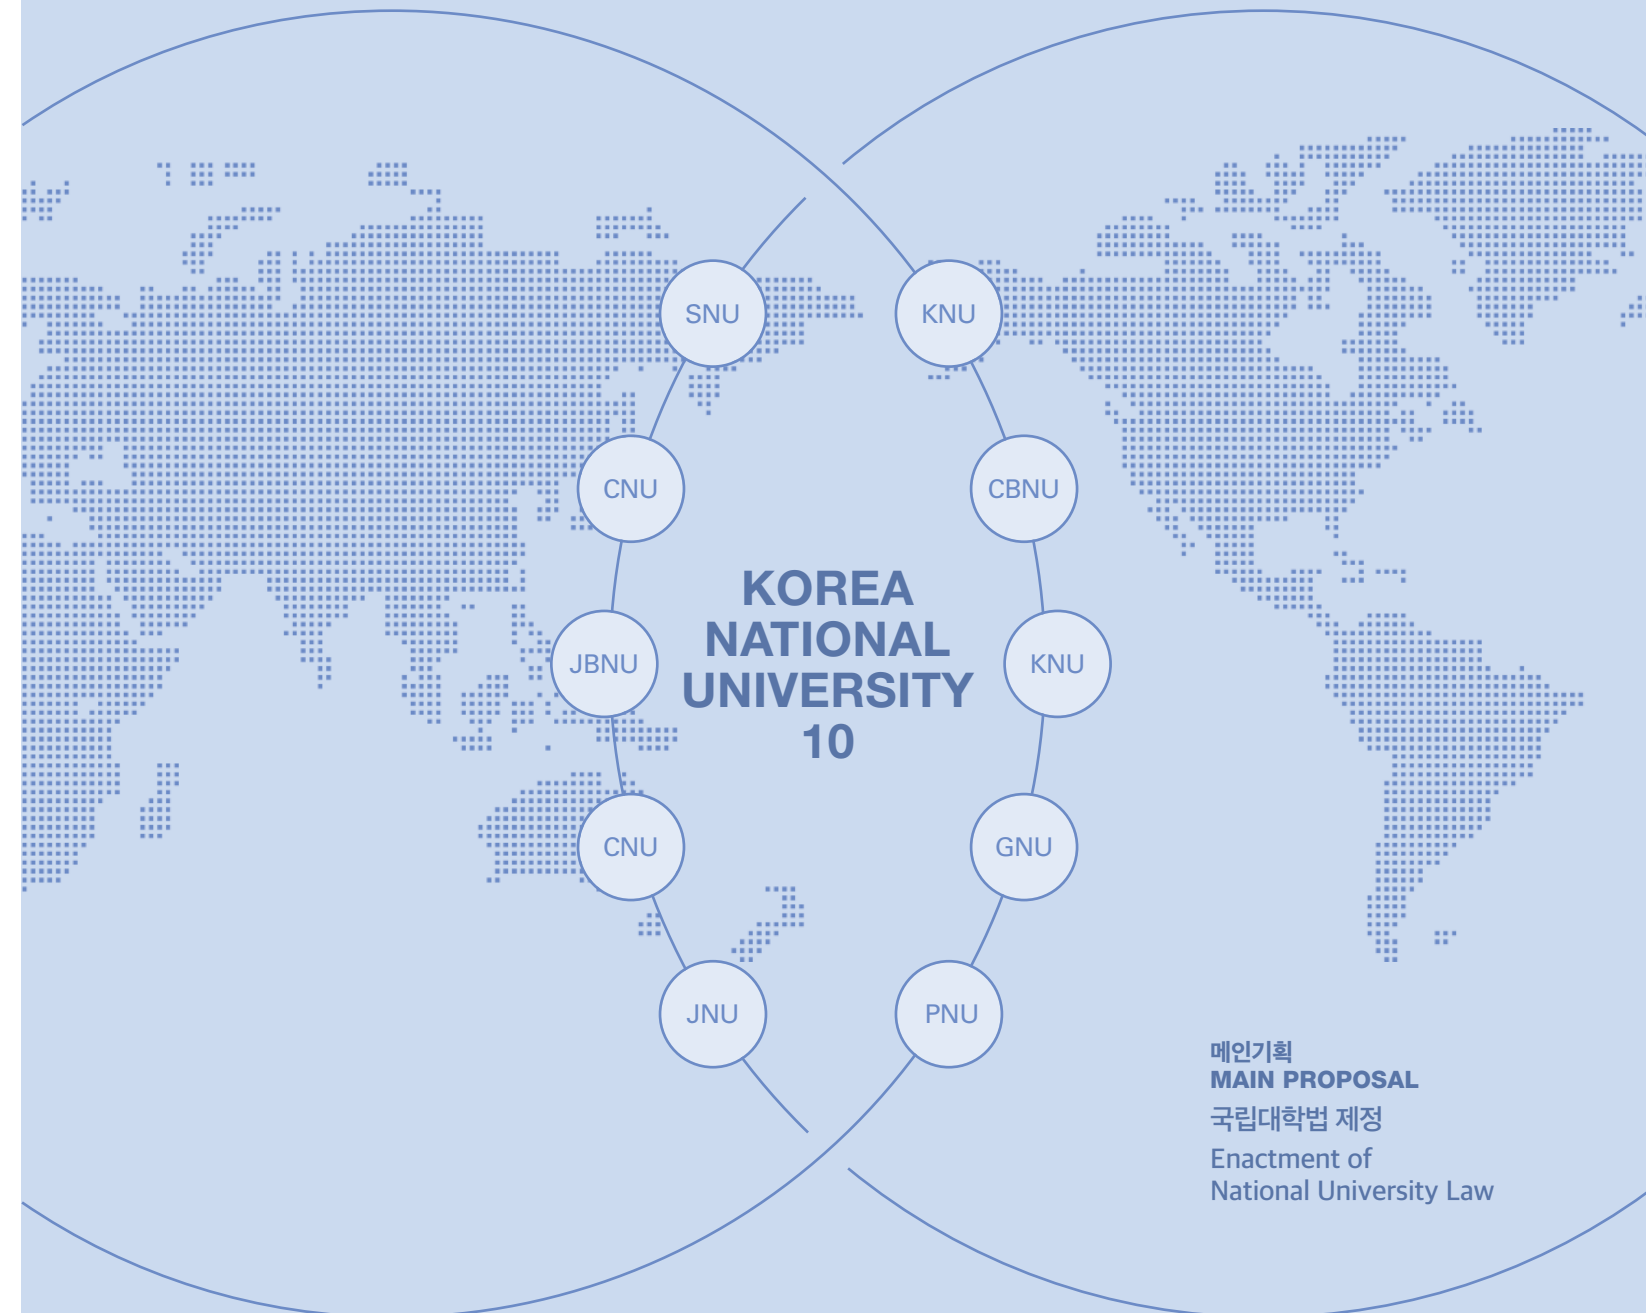 SNU
KNU
CNU
CBNU
KOREA
NATIONAL
UNIVERSITY
10
JBNU
KNU
CNU
GNU
JNU
PNU
메인기획
MAIN PROPOSAL
국립대학법 제정
Enactment of
National University Law